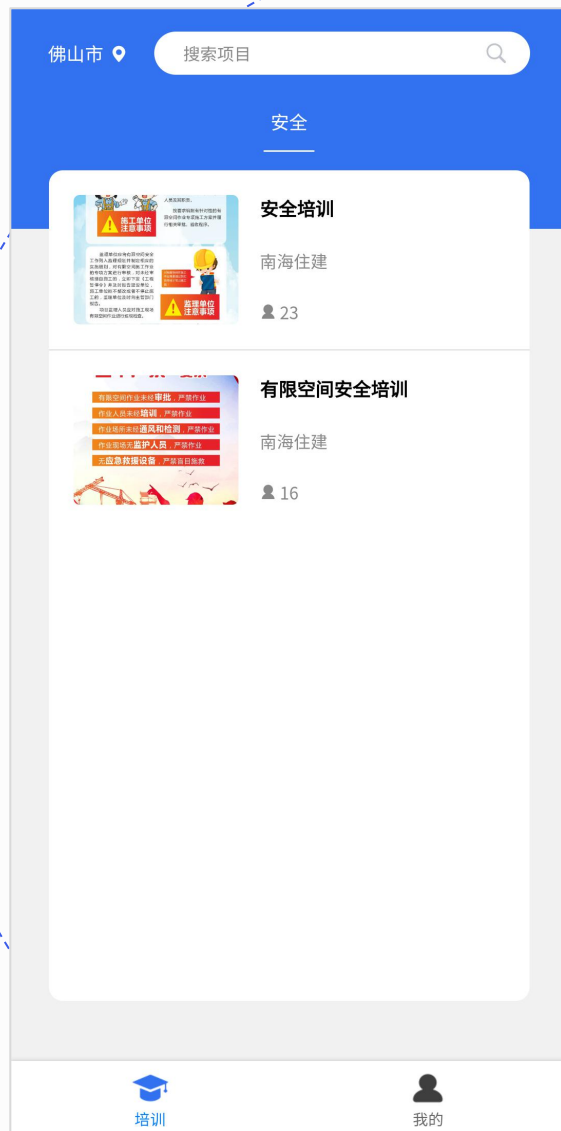 佛山市
搜索项目
安全
人员及其职责。
施工单位
注意事项
安全培训
南海住建
23
监理单位
注意事项
有限空间作业未经审批，严禁作业
作业人员未经培训，严禁作业
作业场所未经通风和检测，严禁作业
作业现场无监护人员，严禁作业
无应急救援设备，严禁盲目施救
有限空间安全培训
南海住建
16
培训
我的